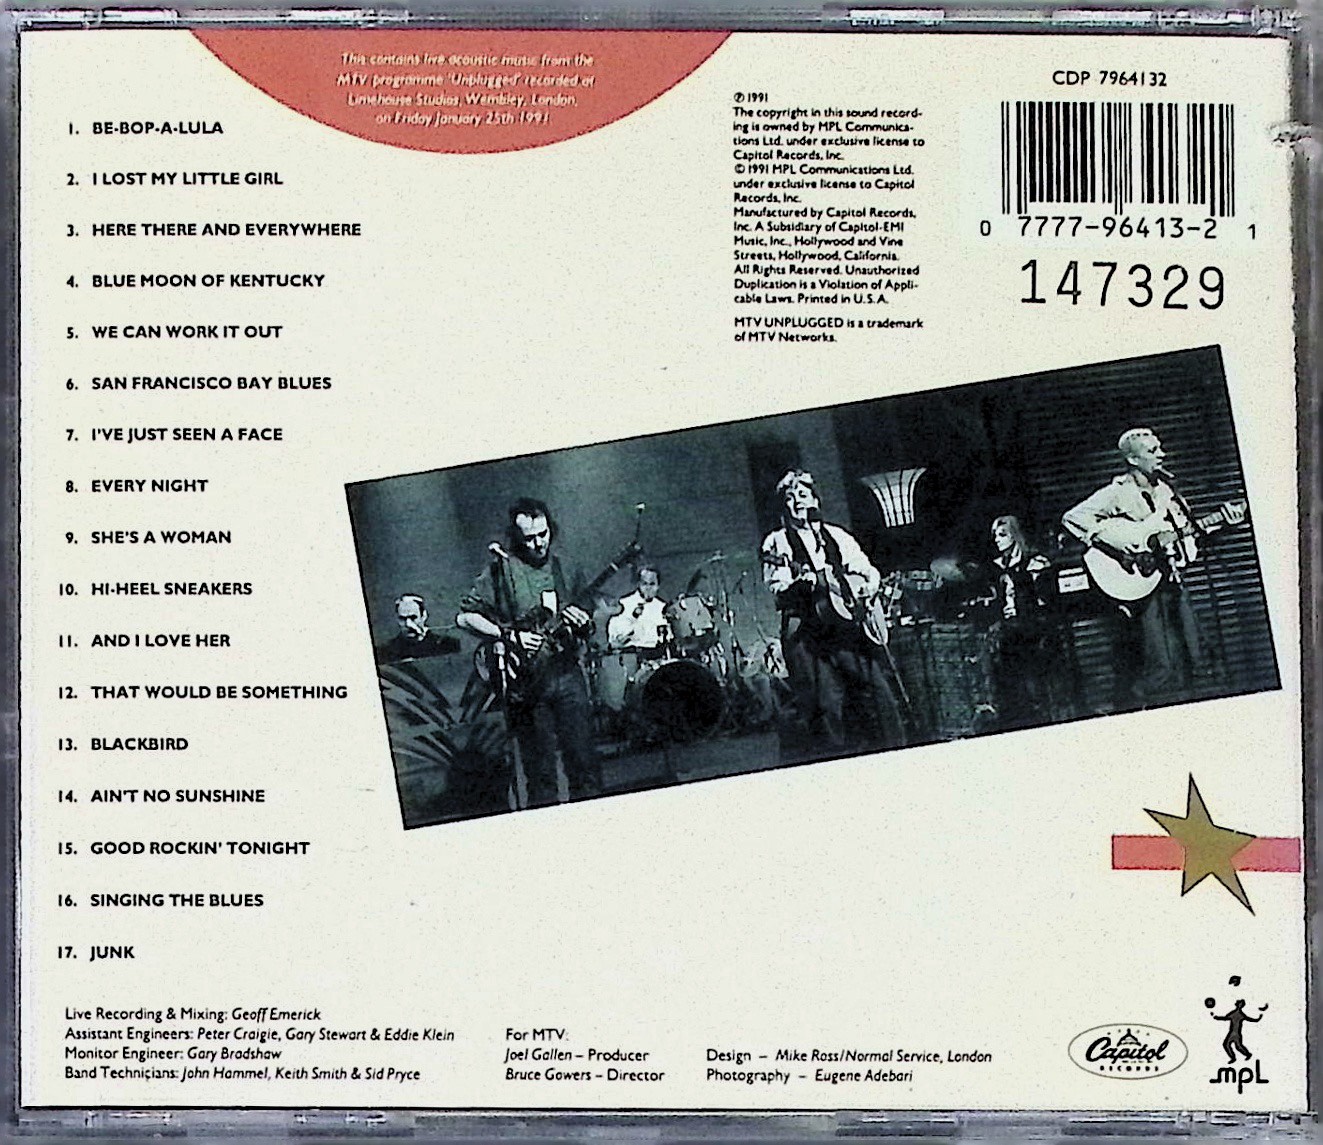 This contains live acoustic music from the
MTV programme 'Unplugged' recorded at
Limehouse Studios, Wembley, London,
on Friday January 25th 1991
1. BE-BOP-A-LULA
2. I LOST MY LITTLE GIRL
3. HERE THERE AND EVERYWHERE
4. BLUE MOON OF KENTUCKY
5. WE CAN WORK IT OUT
6. SAN FRANCISCO BAY BLUES
7. I'VE JUST SEEN A FACE
8. EVERY NIGHT
9. SHE'S A WOMAN
10. HI-HEEL SNEAKERS
11. AND I LOVE HER
12. THAT WOULD BE SOMETHING
13. BLACKBIRD
14. AIN'T NO SUNSHINE
15. GOOD ROCKIN' TONIGHT
16. SINGING THE BLUES
17. JUNK
℗ 1991
The copyright in this sound record-
ing is owned by MPL Communica-
tions Ltd. under exclusive license to
Capitol Records, Inc.
© 1991 MPL Communications Ltd.
under exclusive license to Capitol
Records, Inc.
Manufactured by Capitol Records,
Inc. A Subsidiary of Capitol-EMI
Music, Inc., Hollywood and Vine
Streets, Hollywood, California.
All Rights Reserved. Unauthorized
Duplication is a Violation of Appli-
cable Laws. Printed in U.S.A.
MTV UNPLUGGED is a trademark
of MTV Networks.
CDP 7964132
0 7777-96413-2 1
147329
Live Recording & Mixing: Geoff Emerick
Assistant Engineers: Peter Craigie, Gary Stewart & Eddie Klein
Monitor Engineer: Gary Bradshaw
Band Technicians: John Hammel, Keith Smith & Sid Pryce
For MTV:
Joel Gallen – Producer
Bruce Gowers – Director
Design – Mike Ross/Normal Service, London
Photography – Eugene Adebari
Capitol
RECORDS
mpL